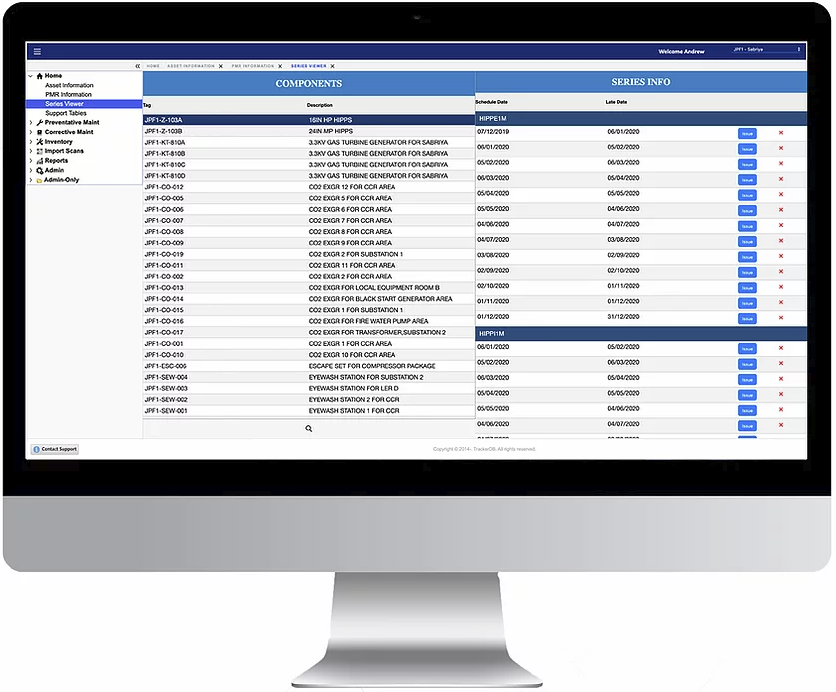 Welcome Andrew
JPF1 - Sabriya
HOME ASSET INFORMATION X PMR INFORMATION X SERIES VIEWER X
Home
Asset Information
PMR Information
Series Viewer
Support Tables
Preventative Maint
Corrective Maint
Inventory
Import Scans
Reports
Admin
Admin-Only
COMPONENTS
Tag Description
JPF1-Z-103A 16IN HP HIPPS
JPF1-Z-103B 24IN MP HIPPS
JPF1-KT-810A 3.3KV GAS TURBINE GENERATOR FOR SABRIYA
JPF1-KT-810B 3.3KV GAS TURBINE GENERATOR FOR SABRIYA
JPF1-KT-810C 3.3KV GAS TURBINE GENERATOR FOR SABRIYA
JPF1-KT-810D 3.3KV GAS TURBINE GENERATOR FOR SABRIYA
JPF1-CO-012 CO2 EXGR 12 FOR CCR AREA
JPF1-CO-005 CO2 EXGR 5 FOR CCR AREA
JPF1-CO-006 CO2 EXGR 6 FOR CCR AREA
JPF1-CO-007 CO2 EXGR 7 FOR CCR AREA
JPF1-CO-008 CO2 EXGR 8 FOR CCR AREA
JPF1-CO-009 CO2 EXGR 9 FOR CCR AREA
JPF1-CO-019 CO2 EXGR 2 FOR SUBSTATION 1
JPF1-CO-011 CO2 EXGR 11 FOR CCR AREA
JPF1-CO-002 CO2 EXGR 2 FOR CCR AREA
JPF1-CO-013 CO2 EXGR FOR LOCAL EQUIPMENT ROOM B
JPF1-CO-014 CO2 EXGR FOR BLACK START GENERATOR AREA
JPF1-CO-015 CO2 EXGR 1 FOR SUBSTATION 1
JPF1-CO-016 CO2 EXGR FOR FIRE WATER PUMP AREA
JPF1-CO-017 CO2 EXGR FOR TRANSFORMER,SUBSTATION 2
JPF1-CO-001 CO2 EXGR 1 FOR CCR AREA
JPF1-CO-010 CO2 EXGR 10 FOR CCR AREA
JPF1-ESC-006 ESCAPE SET FOR COMPRESSOR PACKAGE
JPF1-SEW-004 EYEWASH STATION FOR SUBSTATION 2
JPF1-SEW-003 EYEWASH STATION FOR LER D
JPF1-SEW-002 EYEWASH STATION 2 FOR CCR
JPF1-SEW-001 EYEWASH STATION 1 FOR CCR
SERIES INFO
Schedule Date Late Date
HIPPE1M
07/12/2019 06/01/2020 Issue X
06/01/2020 05/02/2020 Issue X
05/02/2020 06/03/2020 Issue X
06/03/2020 05/04/2020 Issue X
05/04/2020 05/05/2020 Issue X
05/05/2020 04/06/2020 Issue X
04/06/2020 04/07/2020 Issue X
04/07/2020 03/08/2020 Issue X
03/08/2020 02/09/2020 Issue X
02/09/2020 02/10/2020 Issue X
02/10/2020 01/11/2020 Issue X
01/11/2020 01/12/2020 Issue X
01/12/2020 31/12/2020 Issue X
HIPPI1M
06/01/2020 05/02/2020 Issue X
05/02/2020 06/03/2020 Issue X
06/03/2020 05/04/2020 Issue X
05/04/2020 05/05/2020 Issue X
05/05/2020 04/06/2020 Issue X
04/06/2020 04/07/2020 Issue X
Contact Support
Copyright © 2014 - TrackerDB. All rights reserved.